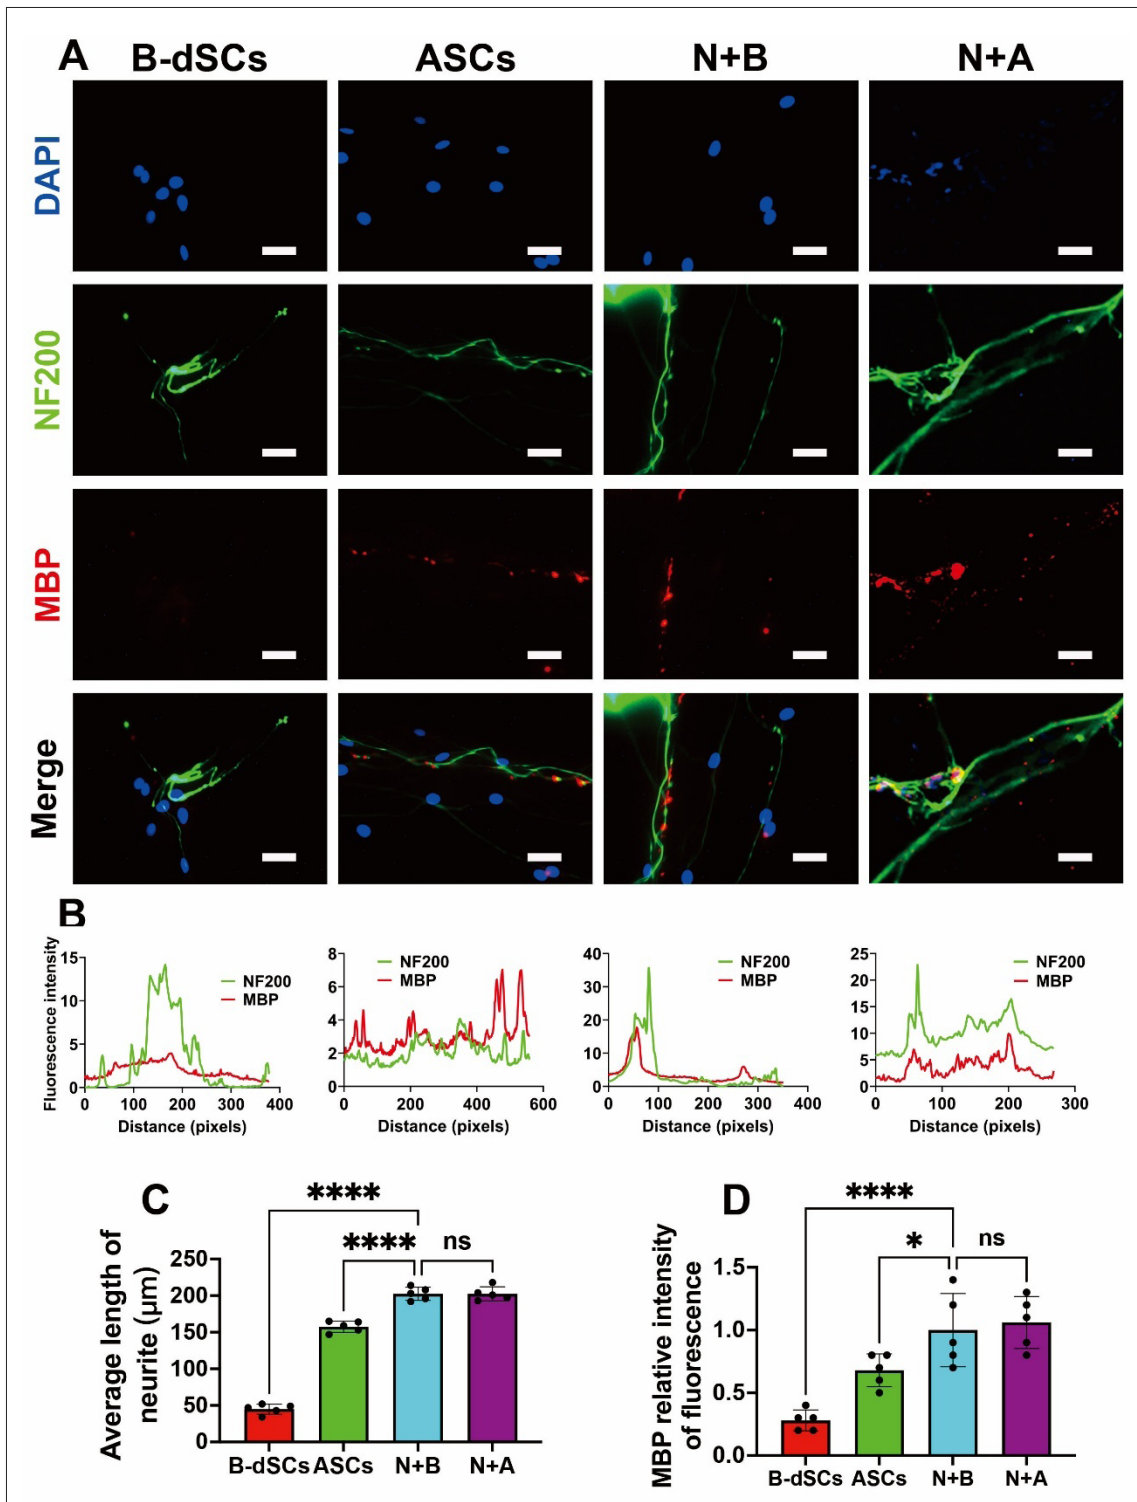 A
B-dSCs ASCs N+B N+A
DAPI
NF200
MBP
Merge
B
Fluorescence intensity
15
10
5
0
NF200
MBP
0 100 200 300 400
Distance (pixels)
8
6
4
2
0
NF200
MBP
0 200 400 600
Distance (pixels)
40
30
20
10
0
NF200
MBP
0 100 200 300 400
Distance (pixels)
25
20
15
10
5
0
NF200
MBP
0 100 200 300
Distance (pixels)
C
Average length of
neurite (μm)
**** 
**** ns
250
200
150
100
50
0
B-dSCs ASCs N+B N+A
D
MBP relative intensity
of fluorescence
****
* ns
1.5
1.0
0.5
0.0
B-dSCs ASCs N+B N+A